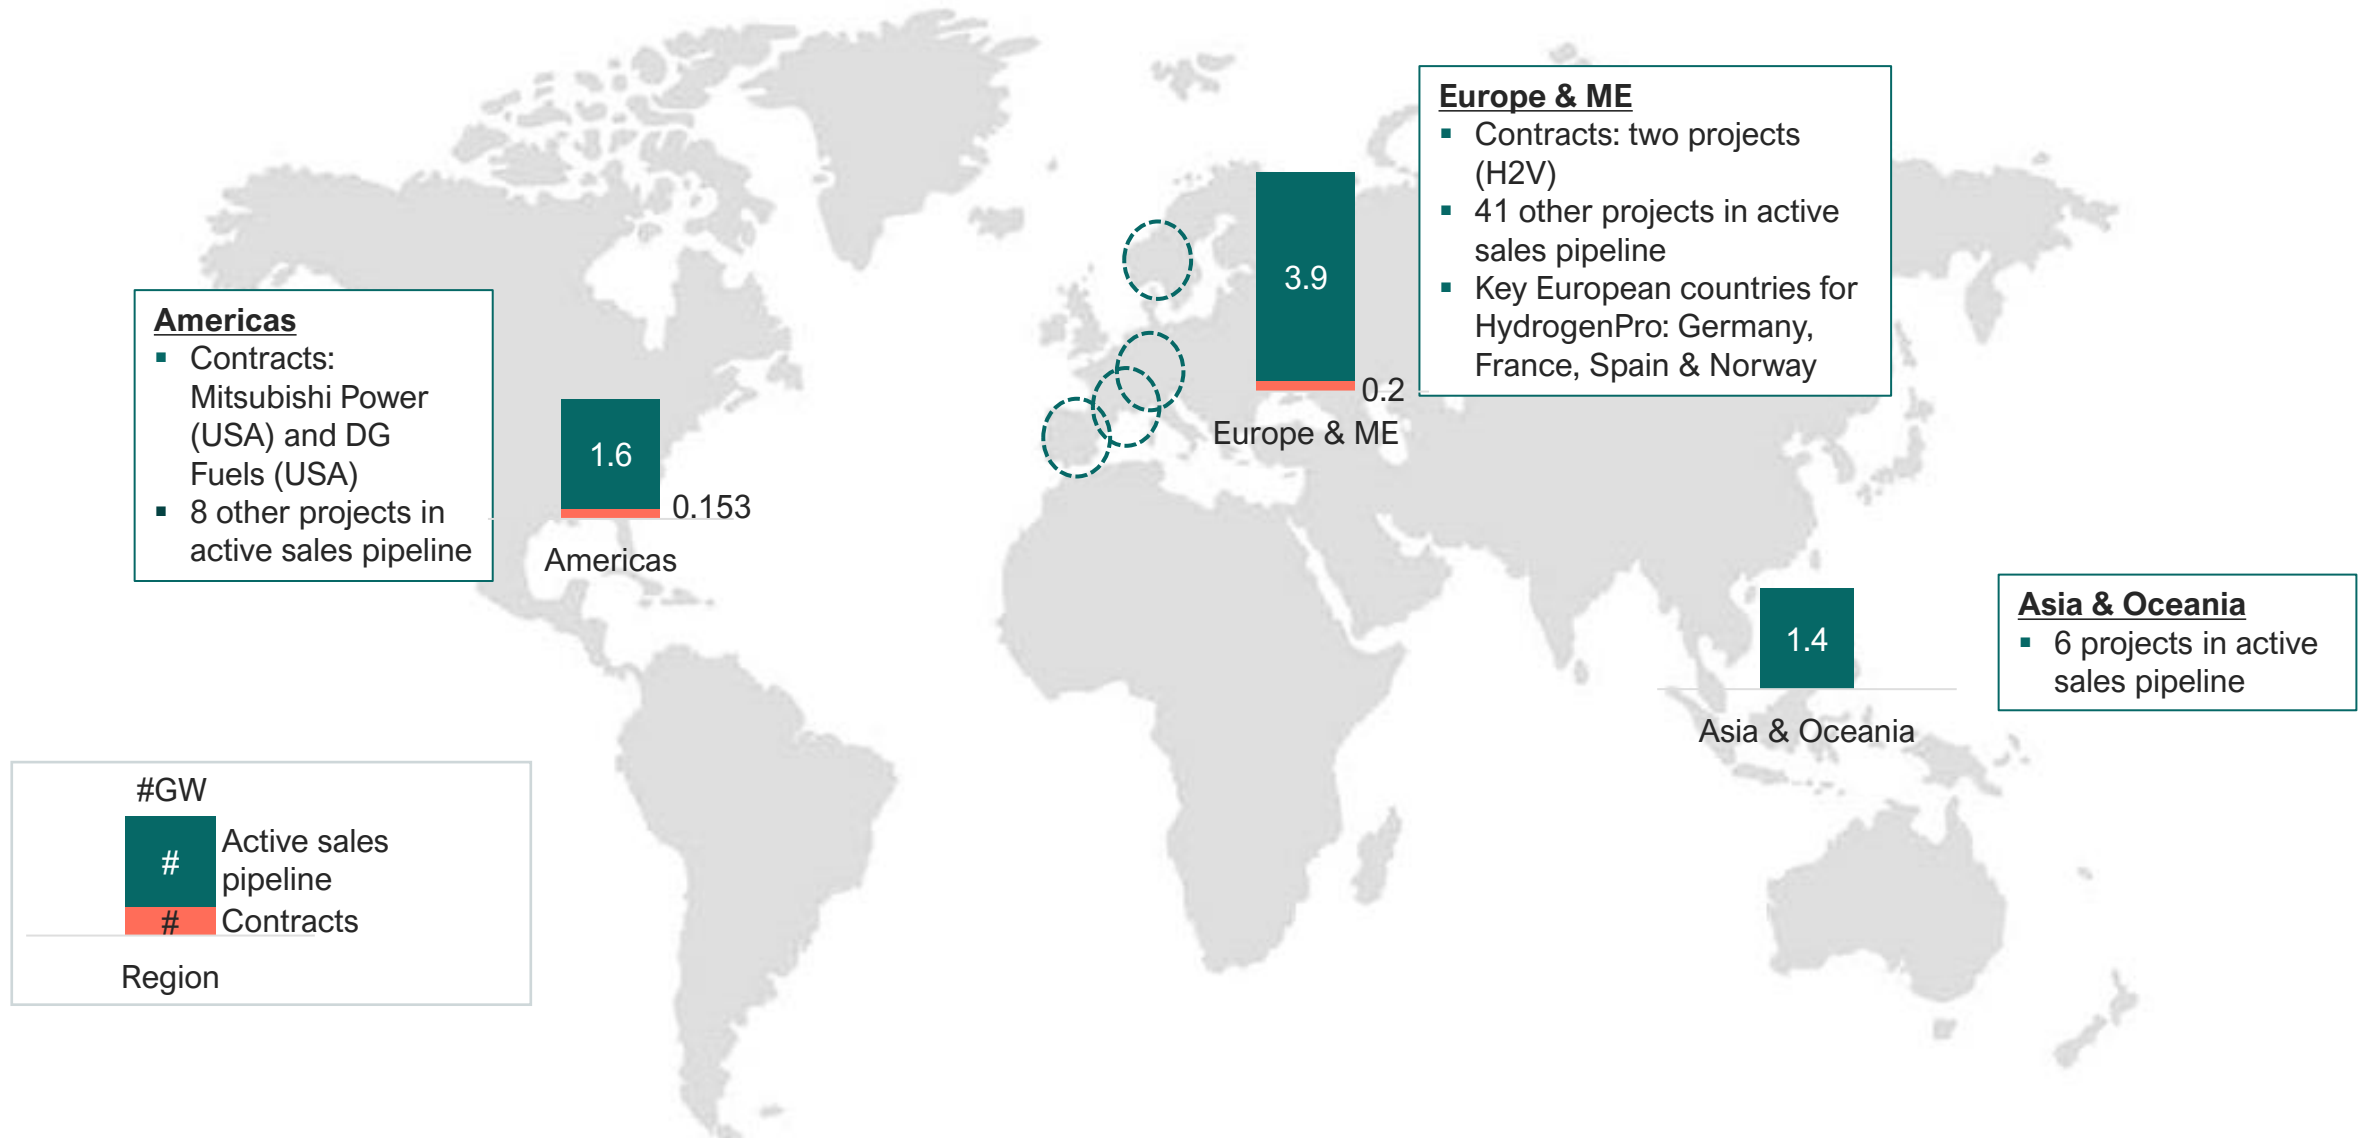 Europe & ME
▪ Contracts: two projects
(H2V)
▪ 41 other projects in active
sales pipeline
▪ Key European countries for
HydrogenPro: Germany,
France, Spain & Norway
3.9
0.2
Europe & ME
Americas
▪ Contracts:
Mitsubishi Power
(USA) and DG
Fuels (USA)
▪ 8 other projects in
active sales pipeline
1.6
0.153
Americas
Asia & Oceania
▪ 6 projects in active
sales pipeline
1.4
Asia & Oceania
#GW
#
Active sales
pipeline
#
Contracts
Region